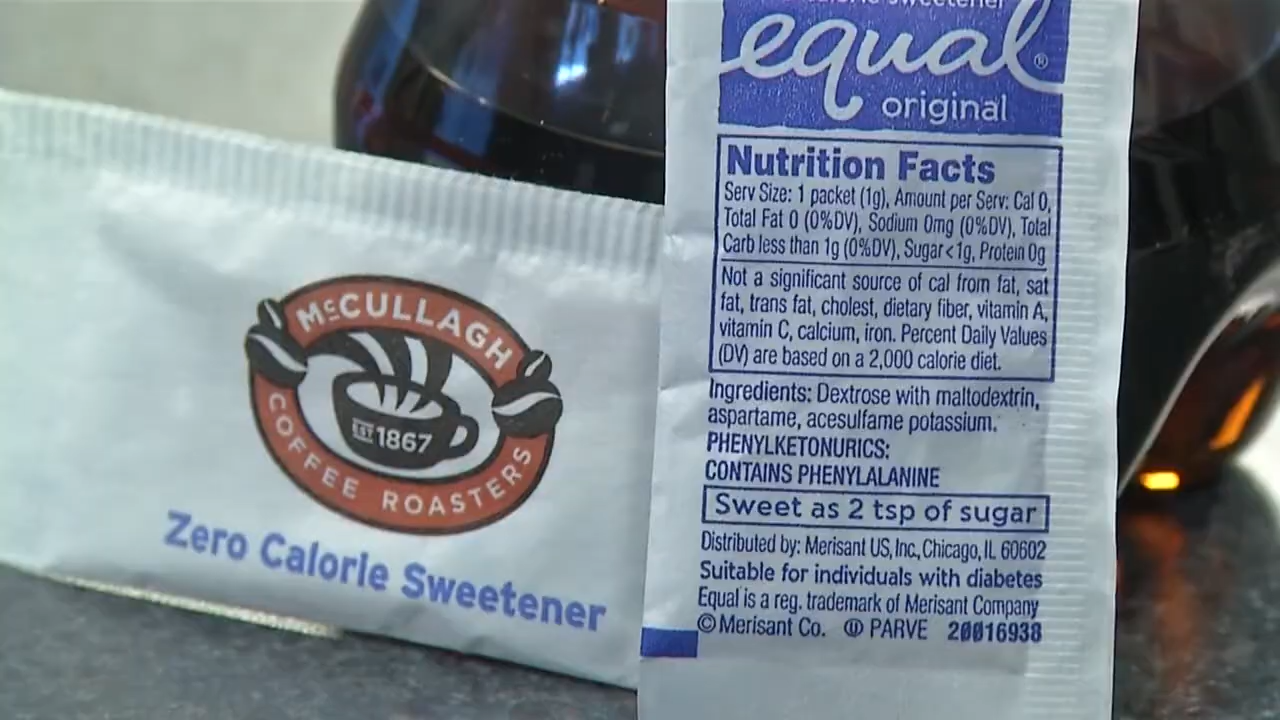 McCULLAGH
EST 1867
COFFEE ROASTERS
Zero Calorie Sweetener
sweetener
equal®
original
Nutrition Facts
Serv Size: 1 packet (1g), Amount per Serv: Cal 0,
Total Fat 0 (0%DV), Sodium 0mg (0%DV), Total
Carb less than 1g (0%DV), Sugar<1g, Protein 0g
Not a significant source of cal from fat, sat
fat, trans fat, cholest, dietary fiber, vitamin A,
vitamin C, calcium, iron. Percent Daily Values
(DV) are based on a 2,000 calorie diet.
Ingredients: Dextrose with maltodextrin,
aspartame, acesulfame potassium.
PHENYLKETONURICS:
CONTAINS PHENYLALANINE
Sweet as 2 tsp of sugar
Distributed by: Merisant US, Inc., Chicago, IL 60602
Suitable for individuals with diabetes
Equal is a reg. trademark of Merisant Company
©Merisant Co. Ⓤ PARVE 20016938